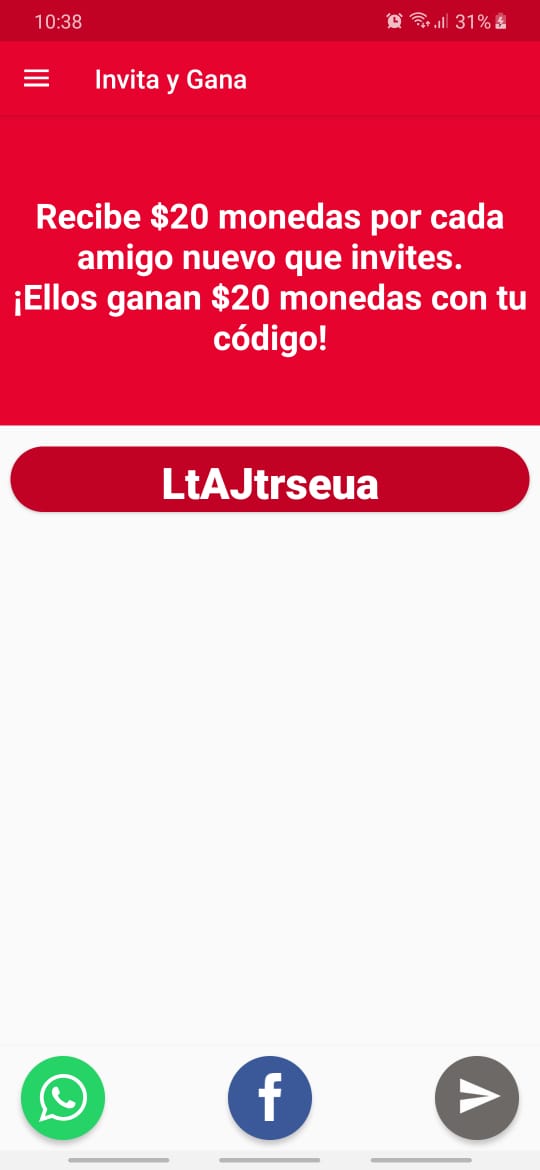 10:38
31%
Invita y Gana
Recibe $20 monedas por cada
amigo nuevo que invites.
¡Ellos ganan $20 monedas con tu
código!
LtAJtrseua